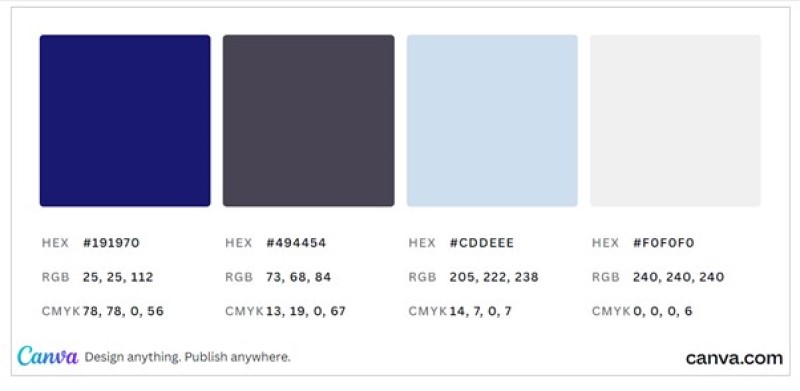 HEX #191970 HEX #494454 HEX #CDDEEE HEX #F0F0F0
RGB 25, 25, 112 RGB 73, 68, 84 RGB 205, 222, 238 RGB 240, 240, 240
CMYK 78, 78, 0, 56 CMYK 13, 19, 0, 67 CMYK 14, 7, 0, 7 CMYK 0, 0, 0, 6
Canva Design anything. Publish anywhere. canva.com